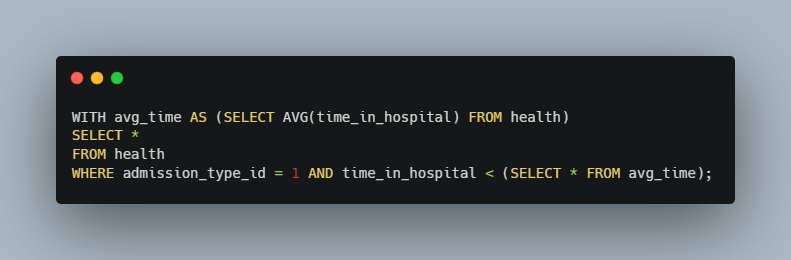 WITH avg_time AS (SELECT AVG(time_in_hospital) FROM health)
SELECT *
FROM health
WHERE admission_type_id = 1 AND time_in_hospital < (SELECT * FROM avg_time);